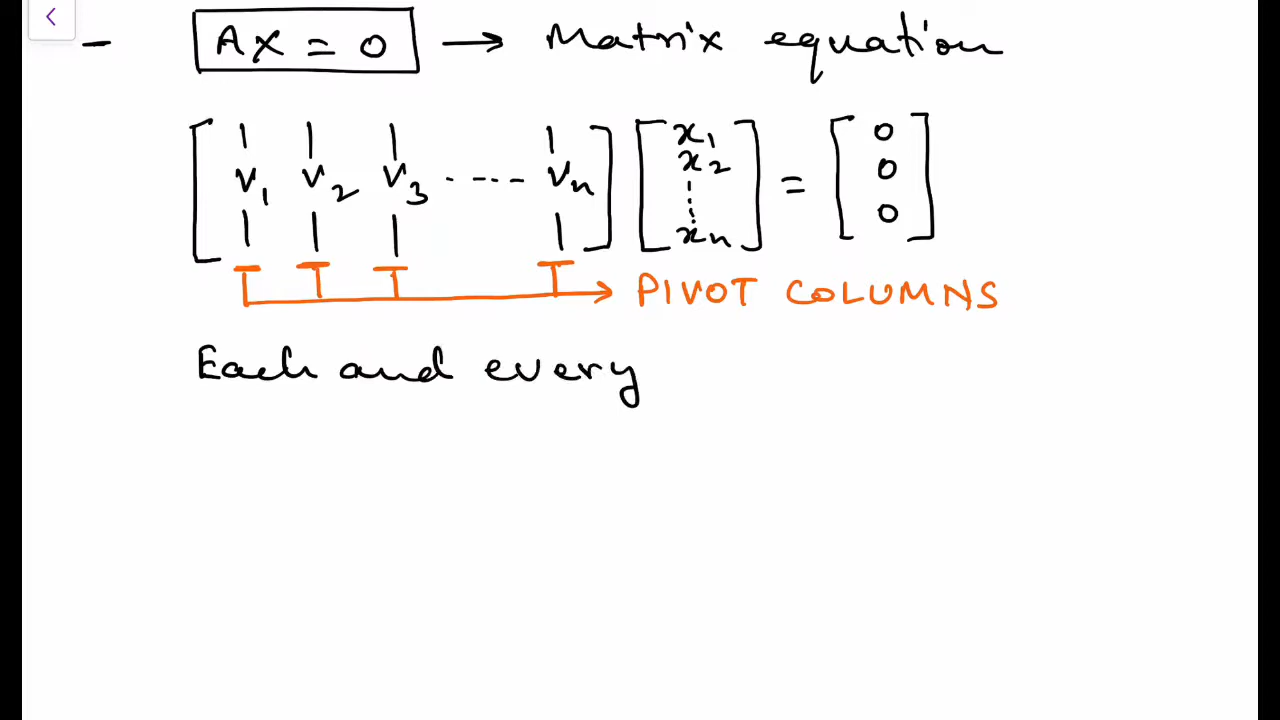 - AX = 0 → Matrix equation
[ | | | |
v₁ v₂ v₃ ..... vₙ
| | | | ] [ x₁
x₂
⋮
xₙ ] = [ 0
0
0 ]
→ PIVOT COLUMNS
Each and every